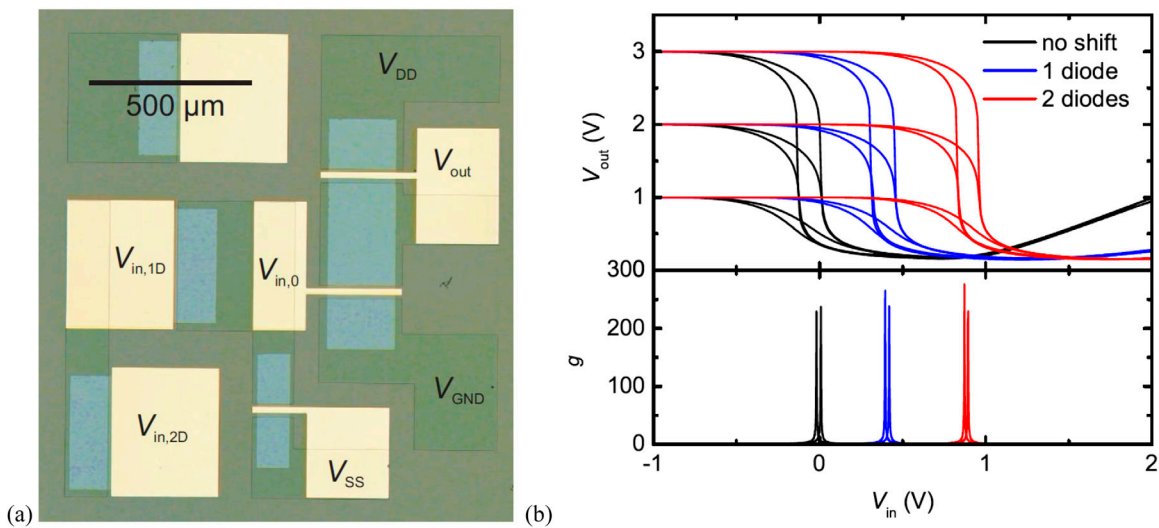 (a)
500 µm
V_DD
V_out
V_in,1D
V_in,0
V_in,2D
V_GND
V_SS
(b)
no shift
1 diode
2 diodes
V_out (V)
3
2
1
300
200
100
0
g
-1
0
1
2
V_in (V)